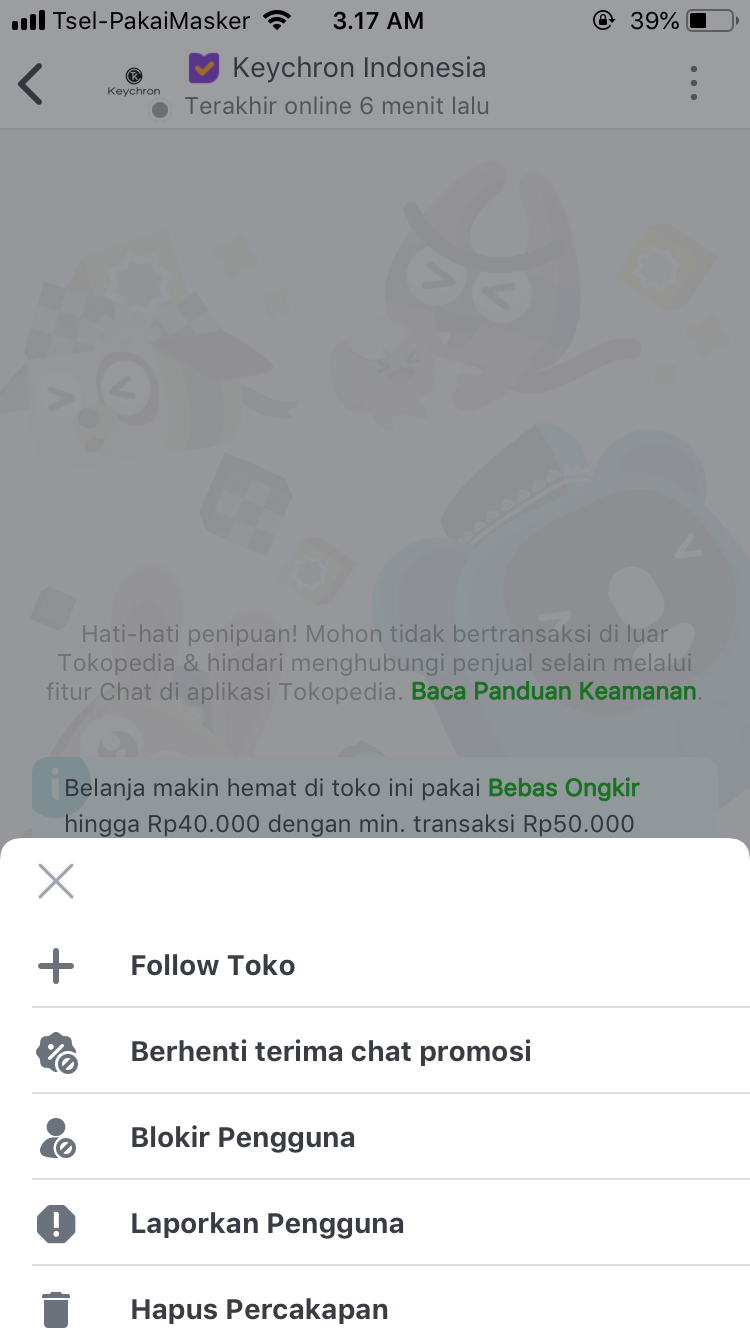 Tsel-PakaiMasker 3.17 AM 39%
Keychron Indonesia
K
Keychron
Terakhir online 6 menit lalu
Hati-hati penipuan! Mohon tidak bertransaksi di luar
Tokopedia & hindari menghubungi penjual selain melalui
fitur Chat di aplikasi Tokopedia. Baca Panduan Keamanan.
Belanja makin hemat di toko ini pakai Bebas Ongkir
hingga Rp40.000 dengan min. transaksi Rp50.000
Follow Toko
Berhenti terima chat promosi
Blokir Pengguna
Laporkan Pengguna
Hapus Percakapan